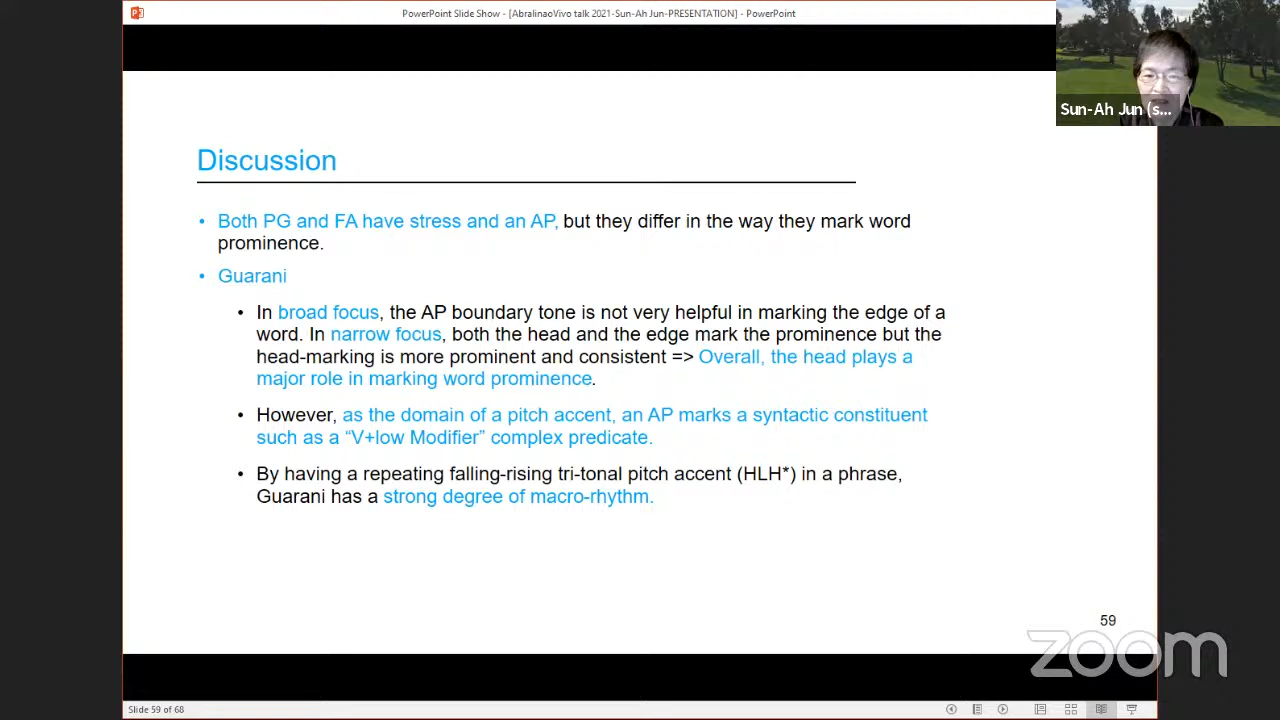 PowerPoint Slide Show - [AbralinaoVivo talk 2021-Sun-Ah Jun-PRESENTATION] - PowerPoint
Sun-Ah Jun (s...
Discussion
• Both PG and FA have stress and an AP, but they differ in the way they mark word
prominence.
• Guarani
• In broad focus, the AP boundary tone is not very helpful in marking the edge of a
word. In narrow focus, both the head and the edge mark the prominence but the
head-marking is more prominent and consistent => Overall, the head plays a
major role in marking word prominence.
• However, as the domain of a pitch accent, an AP marks a syntactic constituent
such as a “V+low Modifier” complex predicate.
• By having a repeating falling-rising tri-tonal pitch accent (HLH*) in a phrase,
Guarani has a strong degree of macro-rhythm.
59
zoom
Slide 59 of 68